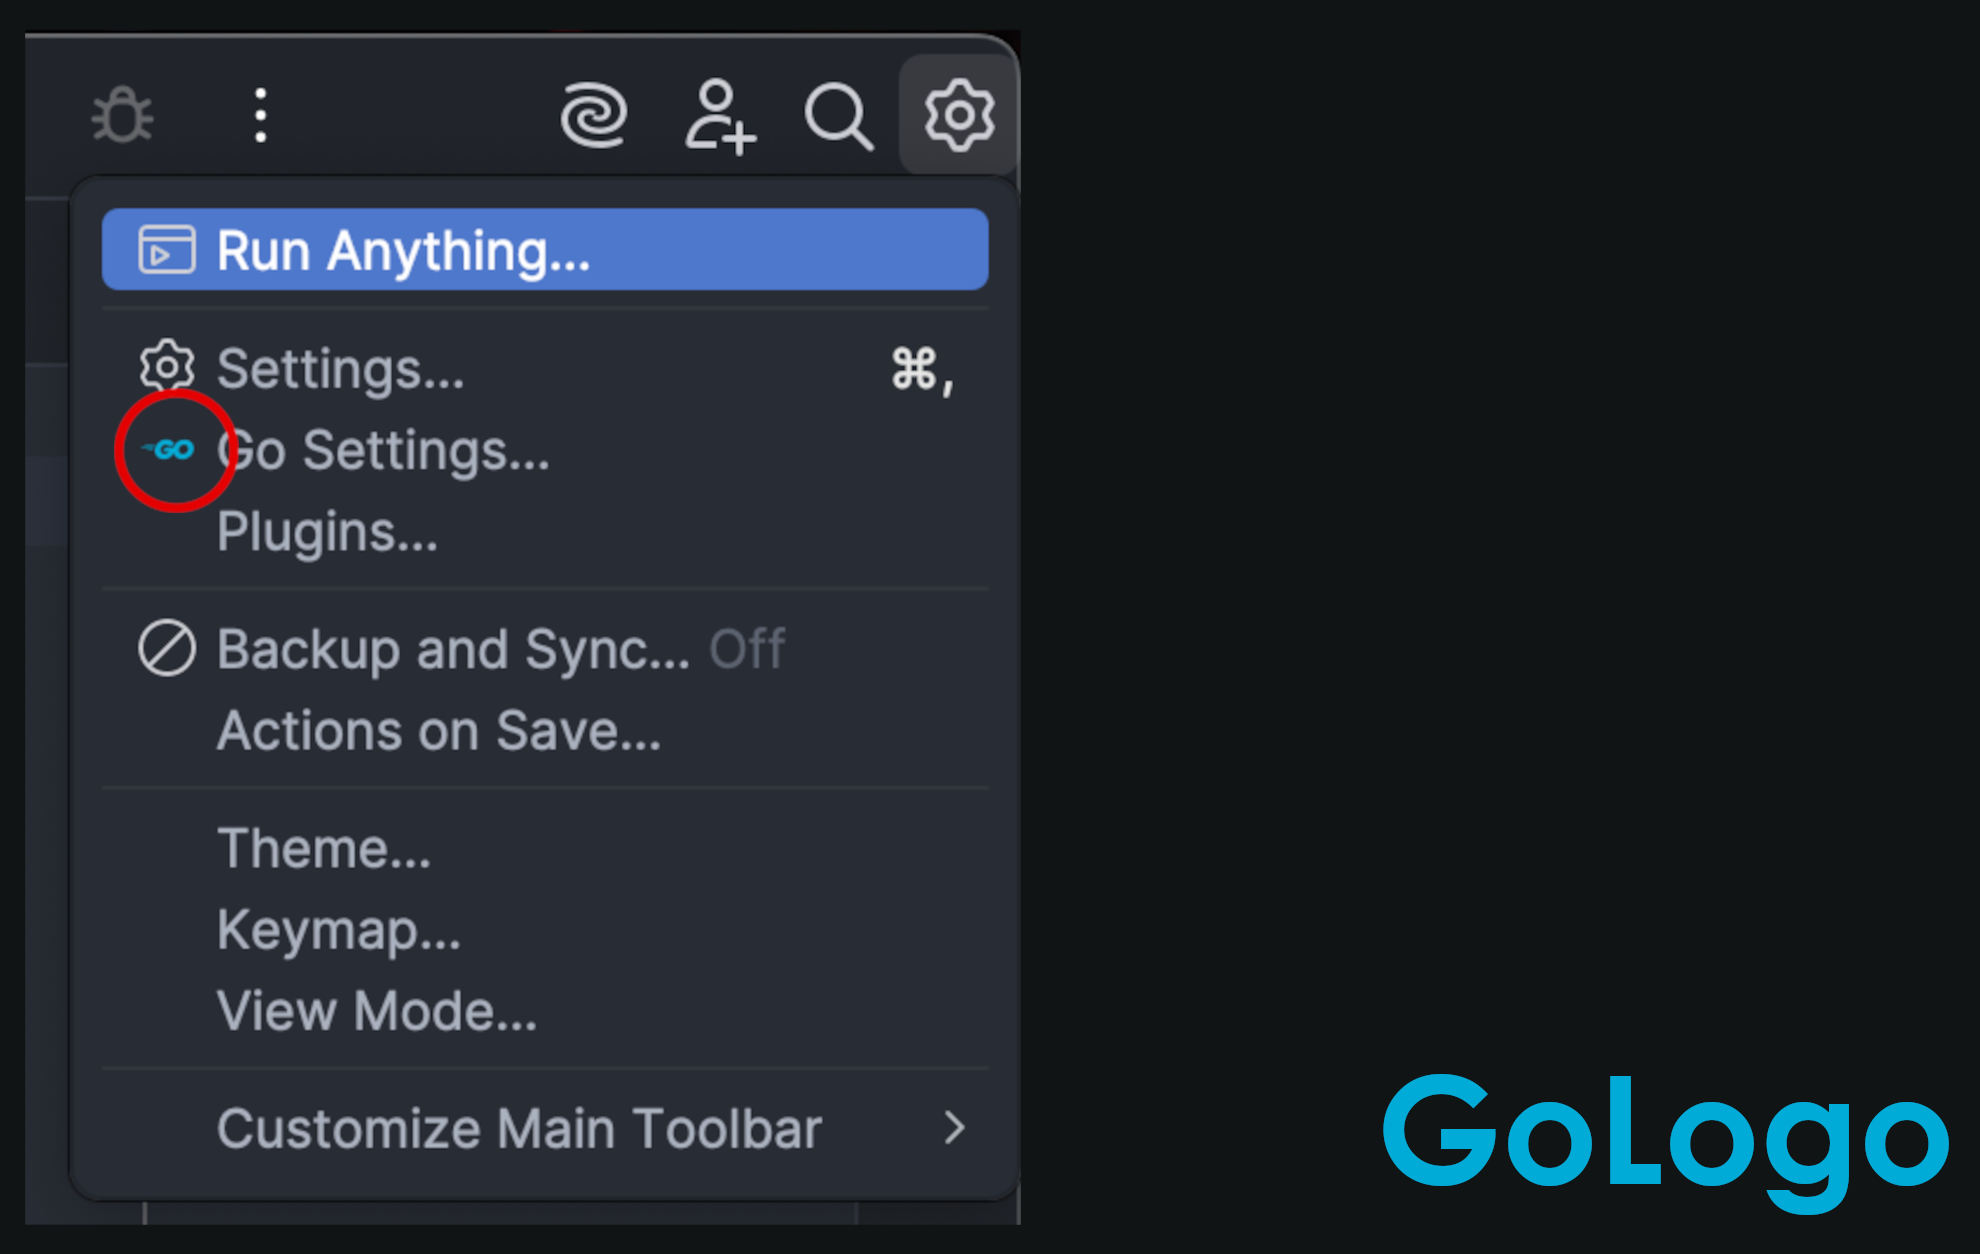 Run Anything...
Settings... ⌘,
GO Go Settings...
Plugins...
Backup and Sync... Off
Actions on Save...
Theme...
Keymap...
View Mode...
Customize Main Toolbar
GoLogo